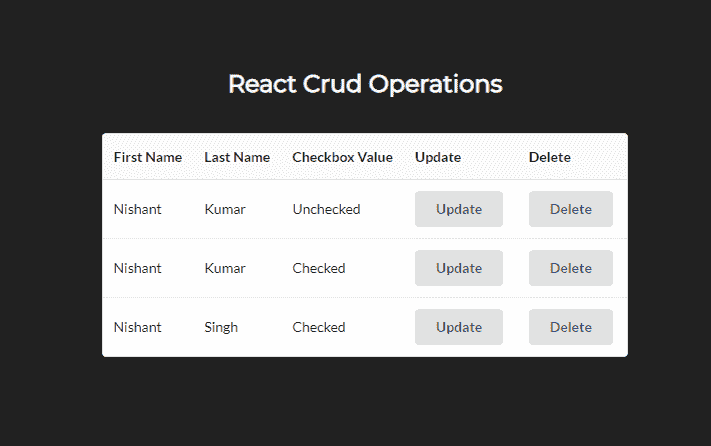 React Crud Operations
First Name Last Name Checkbox Value Update Delete
Nishant Kumar Unchecked Update Delete
Nishant Kumar Checked Update Delete
Nishant Singh Checked Update Delete